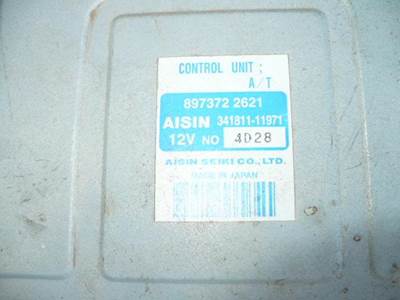 CONTROL UNIT ;
A/T
897372 2621
AISIN 341811-11971
12V NO 4D28
AISIN SEIKI CO., LTD.
MADE IN JAPAN